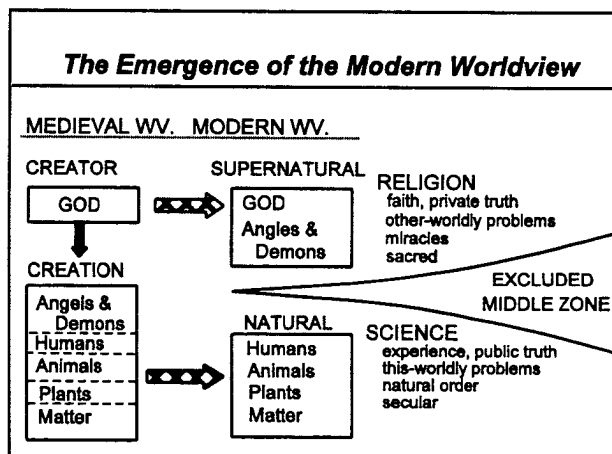 The Emergence of the Modern Worldview
MEDIEVAL WV. MODERN WV.
CREATOR
GOD
CREATION
Angels &
Demons
Humans
Animals
Plants
Matter
SUPERNATURAL
GOD
Angles &
Demons
NATURAL
Humans
Animals
Plants
Matter
RELIGION
faith, private truth
other-worldly problems
miracles
sacred
EXCLUDED
MIDDLE ZONE
SCIENCE
experience, public truth
this-worldly problems
natural order
secular